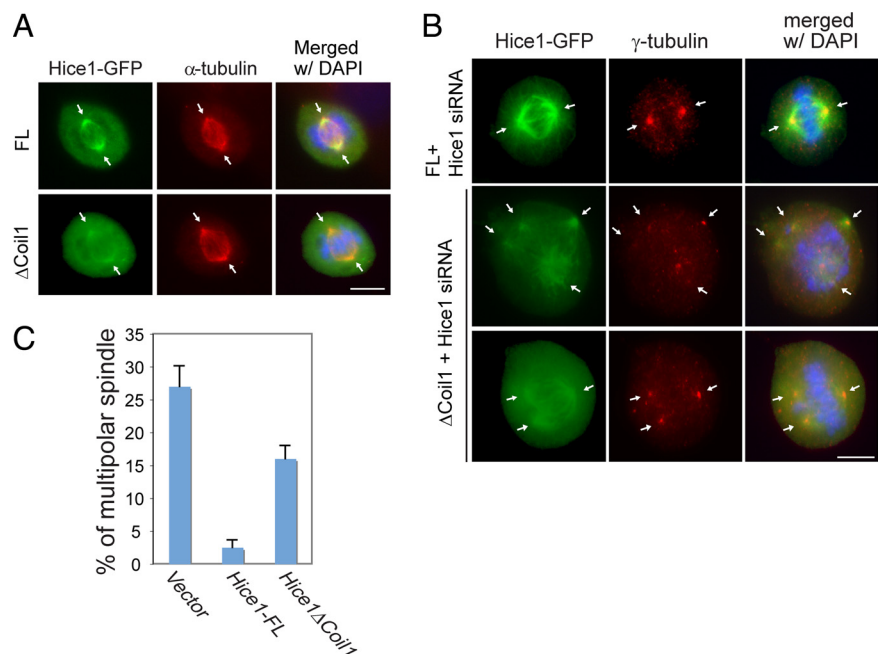 A
Hice1-GFP α-tubulin Merged w/ DAPI
FL
ΔCoil1
B
Hice1-GFP γ-tubulin merged w/ DAPI
FL+ Hice1 siRNA
ΔCoil1 + Hice1 siRNA
C
% of multipolar spindle
35
30
25
20
15
10
5
0
Vector
Hice1-FL
Hice1ΔCoil1